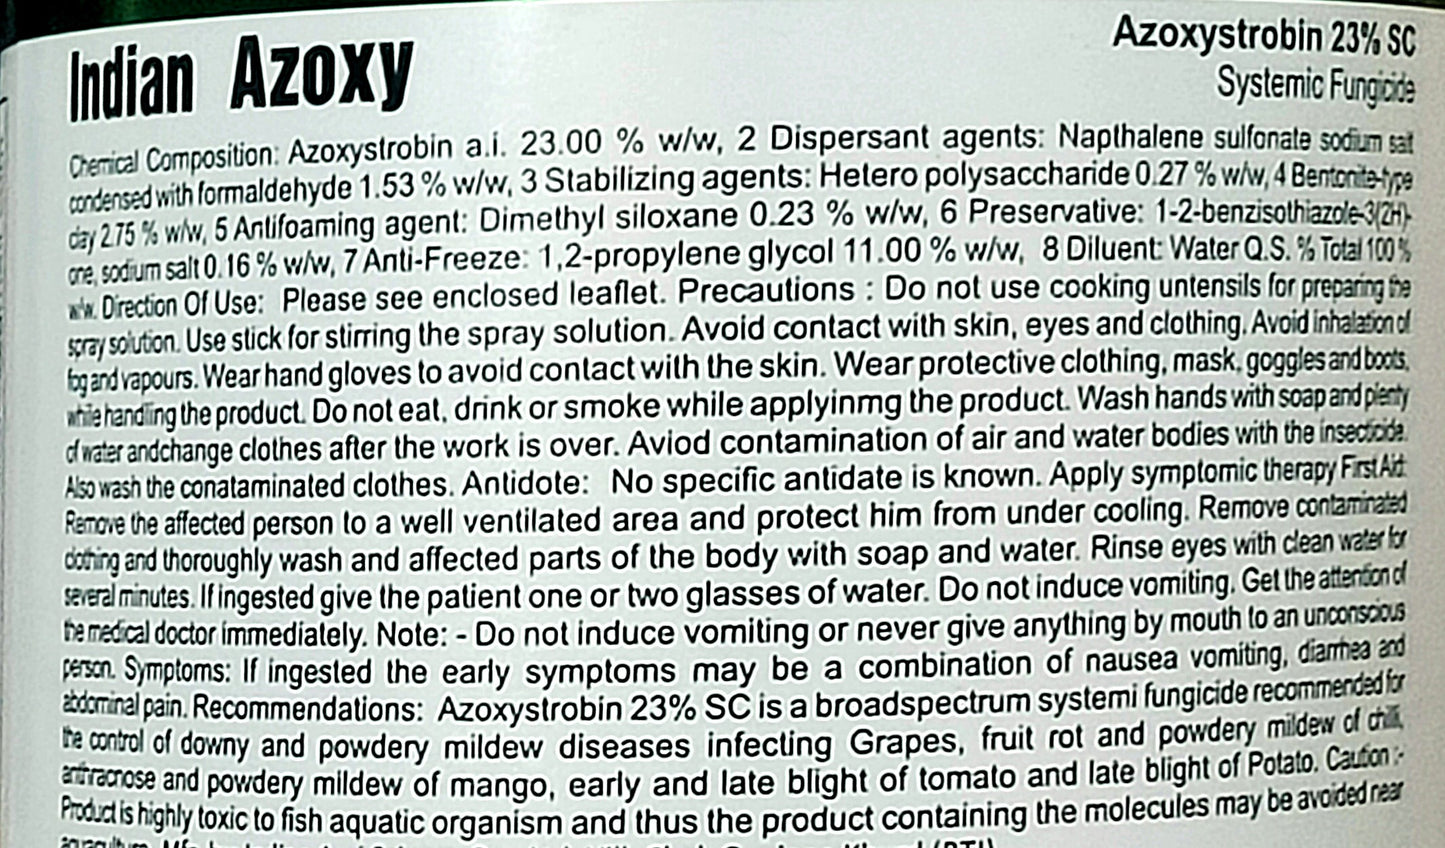 Indian Azoxy
Azoxystrobin 23% SC
Systemic Fungicide
Chemical Composition: Azoxystrobin a.i. 23.00 % w/w, 2 Dispersant agents: Napthalene sulfonate sodium salt
condensed with formaldehyde 1.53 % w/w, 3 Stabilizing agents: Hetero polysaccharide 0.27 % w/w, 4 Bentonite-type
clay 2.75 % w/w, 5 Antifoaming agent: Dimethyl siloxane 0.23 % w/w, 6 Preservative: 1-2-benzisothiazole-3(2H)-
one, sodium salt 0.16 % w/w, 7 Anti-Freeze: 1,2-propylene glycol 11.00 % w/w, 8 Diluent: Water Q.S. % Total 100 %
w/w. Direction Of Use: Please see enclosed leaflet. Precautions : Do not use cooking untensils for preparing the
spray solution. Use stick for stirring the spray solution. Avoid contact with skin, eyes and clothing. Avoid inhalation of
fog and vapours. Wear hand gloves to avoid contact with the skin. Wear protective clothing, mask, goggles and boots,
while handling the product. Do not eat, drink or smoke while applyinmg the product. Wash hands with soap and plenty
of water andchange clothes after the work is over. Aviod contamination of air and water bodies with the insecticide.
Also wash the conataminated clothes. Antidote: No specific antidate is known. Apply symptomic therapy First Aid:
Remove the affected person to a well ventilated area and protect him from under cooling. Remove contaminated
clothing and thoroughly wash and affected parts of the body with soap and water. Rinse eyes with clean water for
several minutes. If ingested give the patient one or two glasses of water. Do not induce vomiting. Get the attention of
the medical doctor immediately. Note: - Do not induce vomiting or never give anything by mouth to an unconscious
person. Symptoms: If ingested the early symptoms may be a combination of nausea vomiting, diarrhea and
abdominal pain. Recommendations: Azoxystrobin 23% SC is a broadspectrum systemi fungicide recommended for
the control of downy and powdery mildew diseases infecting Grapes, fruit rot and powdery mildew of chilli,
anthracnose and powdery mildew of mango, early and late blight of tomato and late blight of Potato. Caution :-
Product is highly toxic to fish aquatic organism and thus the product containing the molecules may be avoided near